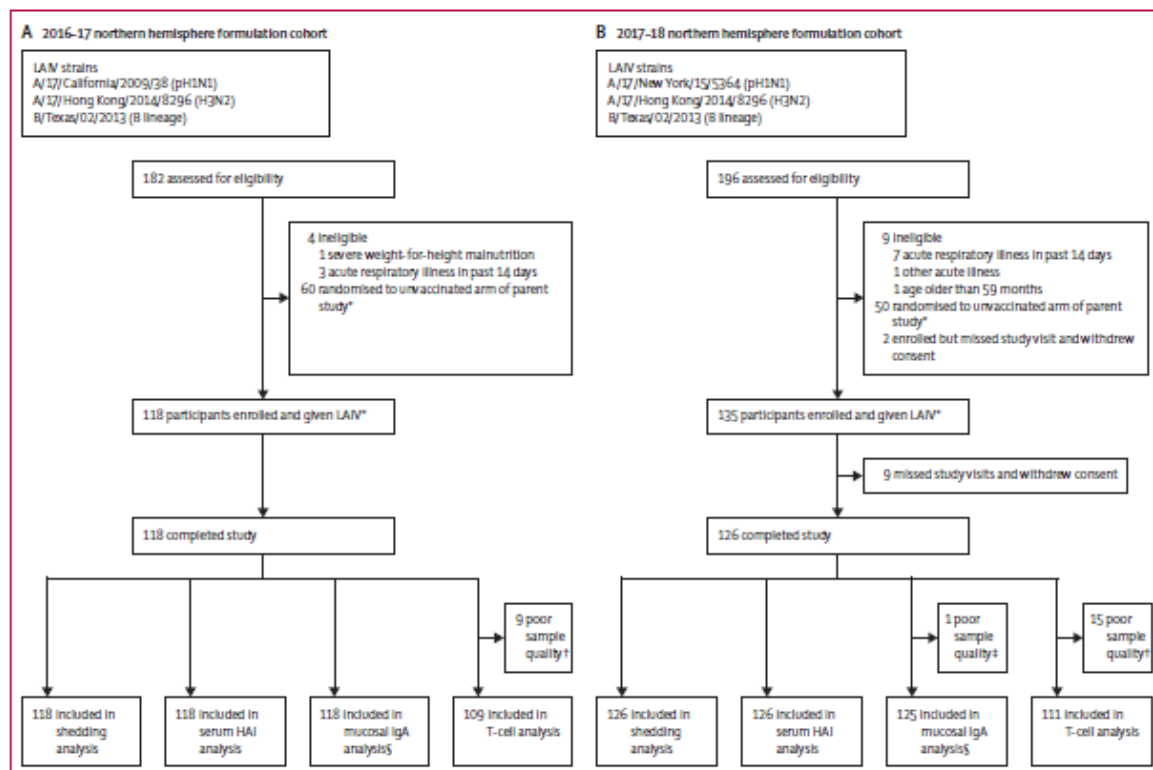 A 2016–17 northern hemisphere formulation cohort
LAIV strains
A/17/California/2009/38 (pH1N1)
A/17/Hong Kong/2014/8296 (H3N2)
B/Texas/02/2013 (B lineage)
182 assessed for eligibility
4 ineligible
1 severe weight-for-height malnutrition
3 acute respiratory illness in past 14 days
60 randomised to unvaccinated arm of parent
study*
118 participants enrolled and given LAIV*
118 completed study
9 poor
sample
quality†
118 included in
shedding
analysis
118 included in
serum HAI
analysis
118 included in
mucosal IgA
analysis§
109 included in
T-cell analysis
B 2017–18 northern hemisphere formulation cohort
LAIV strains
A/17/New York/15/5364 (pH1N1)
A/17/Hong Kong/2014/8296 (H3N2)
B/Texas/02/2013 (B lineage)
196 assessed for eligibility
9 ineligible
7 acute respiratory illness in past 14 days
1 other acute illness
1 age older than 59 months
50 randomised to unvaccinated arm of parent
study*
2 enrolled but missed study visit and withdrew
consent
135 participants enrolled and given LAIV*
9 missed study visits and withdrew consent
126 completed study
1 poor
sample
quality‡
15 poor
sample
quality†
126 included in
shedding
analysis
126 included in
serum HAI
analysis
125 included in
mucosal IgA
analysis§
111 included in
T-cell analysis